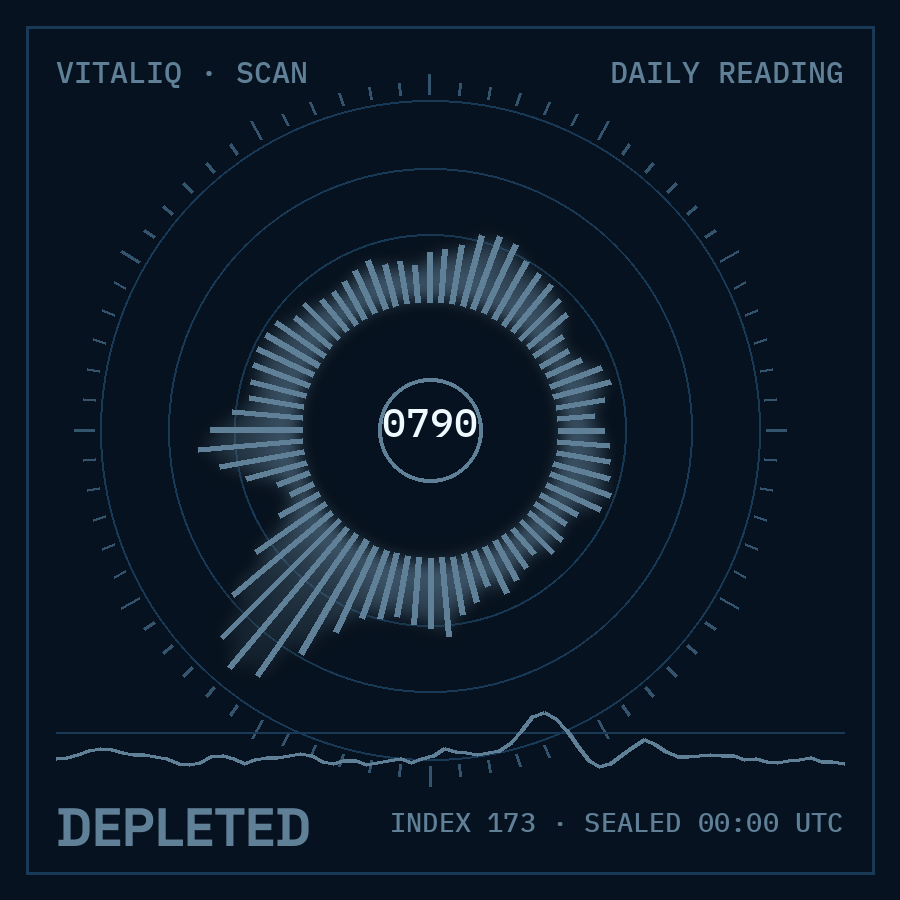 VITALIQ · SCAN
DAILY READING
0790
DEPLETED
INDEX 173 · SEALED 00:00 UTC